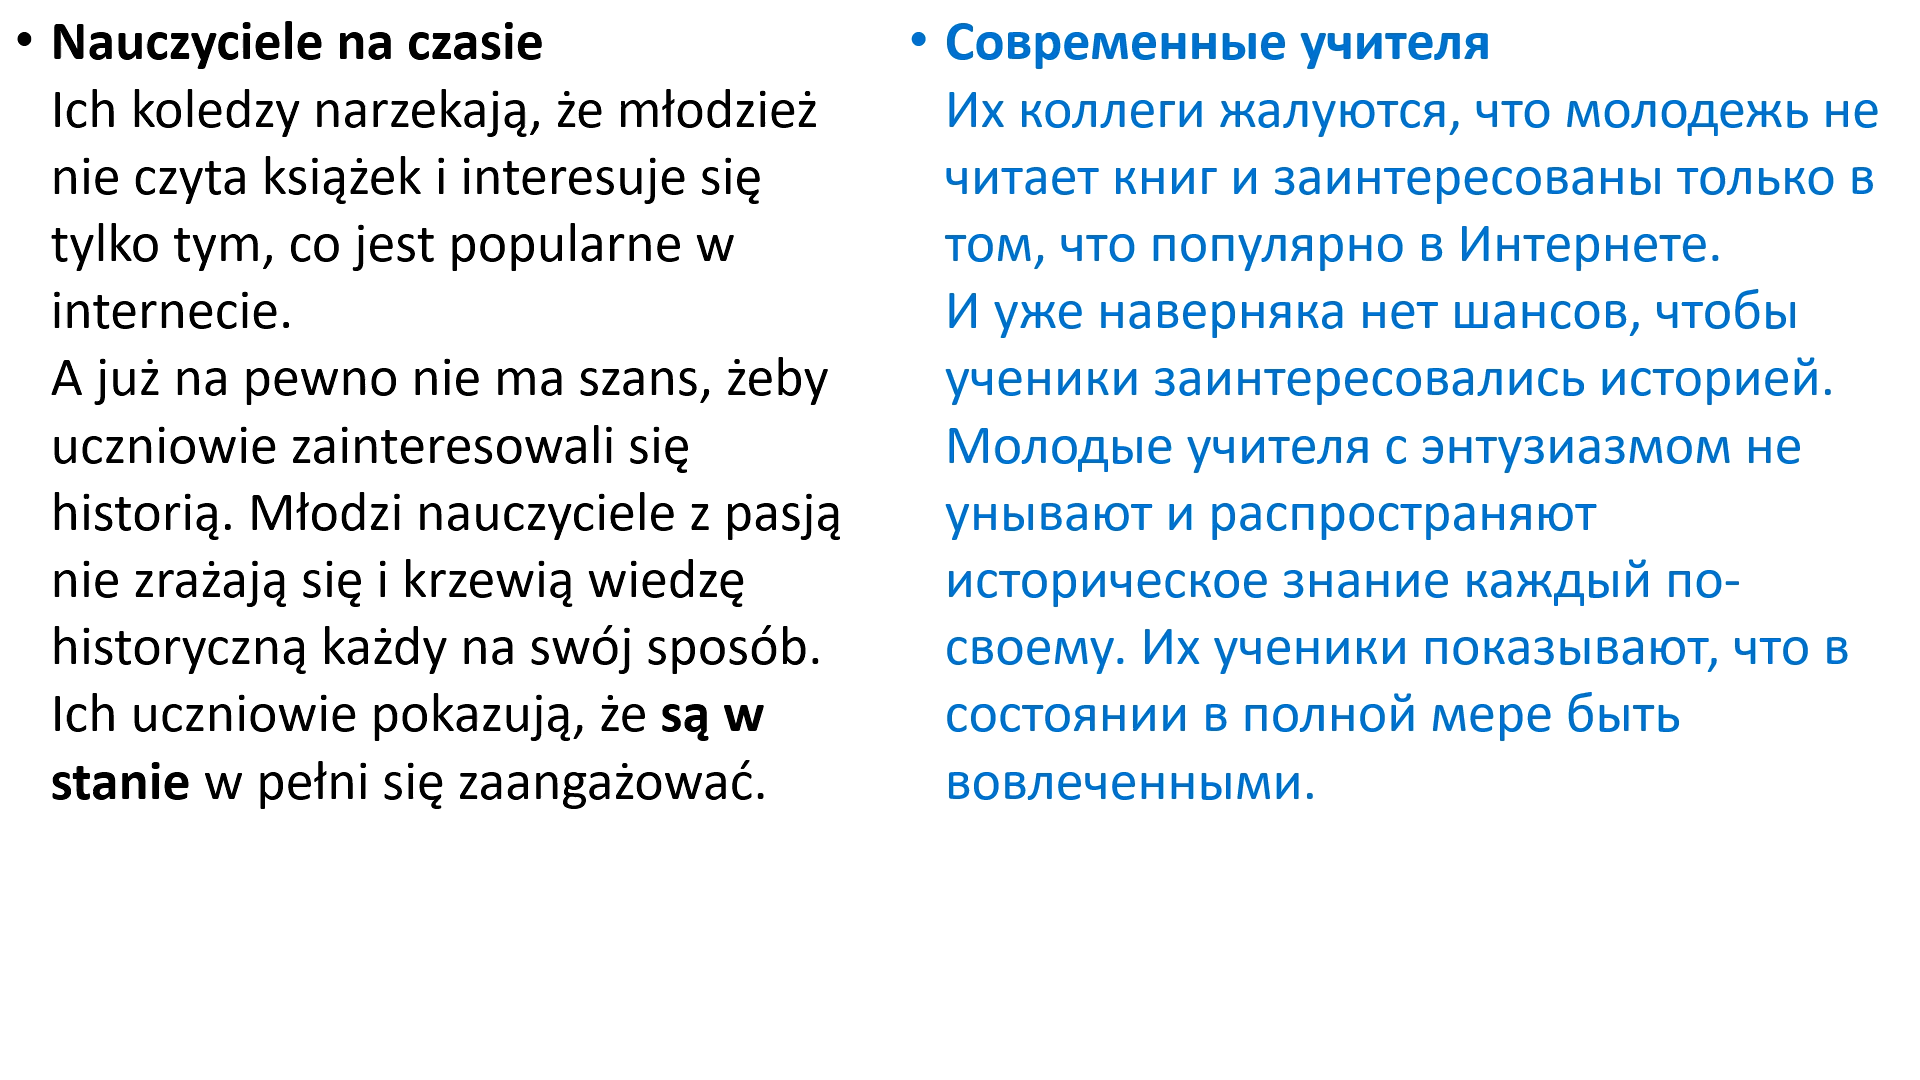 • Nauczyciele na czasie
Ich koledzy narzekają, że młodzież
nie czyta książek i interesuje się
tylko tym, co jest popularne w
internecie.
A już na pewno nie ma szans, żeby
uczniowie zainteresowali się
historią. Młodzi nauczyciele z pasją
nie zrażają się i krzewią wiedzę
historyczną każdy na swój sposób.
Ich uczniowie pokazują, że są w
stanie w pełni się zaangażować.
• Современные учителя
Их коллеги жалуются, что молодежь не
читает книг и заинтересованы только в
том, что популярно в Интернете.
И уже наверняка нет шансов, чтобы
ученики заинтересовались историей.
Молодые учителя с энтузиазмом не
унывают и распространяют
историческое знание каждый по-
своему. Их ученики показывают, что в
состоянии в полной мере быть
вовлеченными.